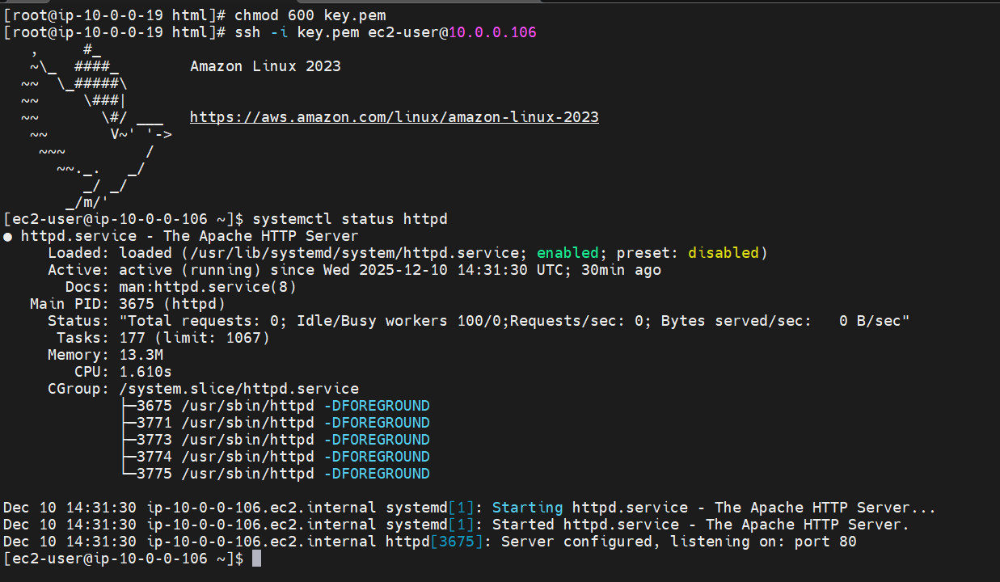 [root@ip-10-0-0-19 html]# chmod 600 key.pem
[root@ip-10-0-0-19 html]# ssh -i key.pem ec2-user@10.0.0.106
   ,     #_
   ~\_  ####_        Amazon Linux 2023
  ~~  \_#####\
  ~~     \###|
  ~~       \#/ ___   https://aws.amazon.com/linux/amazon-linux-2023
   ~~       V~' '->
    ~~~         /
      ~~._.   _/
         _/ _/
       _/m/'
[ec2-user@ip-10-0-0-106 ~]$ systemctl status httpd
● httpd.service - The Apache HTTP Server
     Loaded: loaded (/usr/lib/systemd/system/httpd.service; enabled; preset: disabled)
     Active: active (running) since Wed 2025-12-10 14:31:30 UTC; 30min ago
       Docs: man:httpd.service(8)
   Main PID: 3675 (httpd)
     Status: "Total requests: 0; Idle/Busy workers 100/0;Requests/sec: 0; Bytes served/sec:   0 B/sec"
      Tasks: 177 (limit: 1067)
     Memory: 13.3M
        CPU: 1.610s
     CGroup: /system.slice/httpd.service
             ├─3675 /usr/sbin/httpd -DFOREGROUND
             ├─3771 /usr/sbin/httpd -DFOREGROUND
             ├─3773 /usr/sbin/httpd -DFOREGROUND
             ├─3774 /usr/sbin/httpd -DFOREGROUND
             └─3775 /usr/sbin/httpd -DFOREGROUND

Dec 10 14:31:30 ip-10-0-0-106.ec2.internal systemd[1]: Starting httpd.service - The Apache HTTP Server...
Dec 10 14:31:30 ip-10-0-0-106.ec2.internal systemd[1]: Started httpd.service - The Apache HTTP Server.
Dec 10 14:31:30 ip-10-0-0-106.ec2.internal httpd[3675]: Server configured, listening on: port 80
[ec2-user@ip-10-0-0-106 ~]$